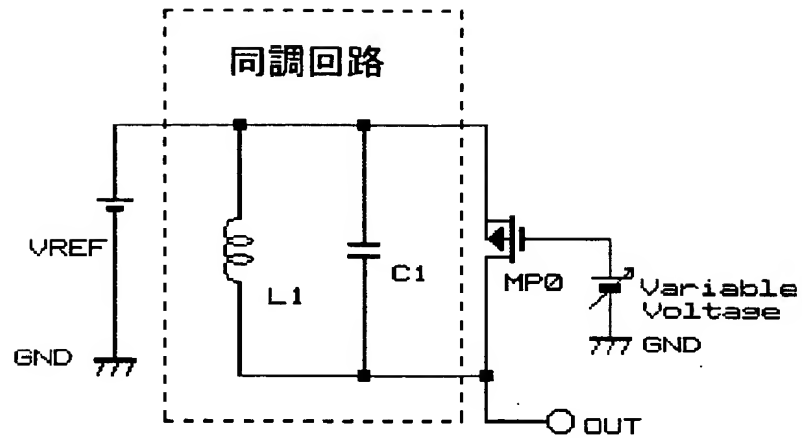 同調回路
VREF
L1
C1
MP0
Variable
Voltage
GND
GND
OUT